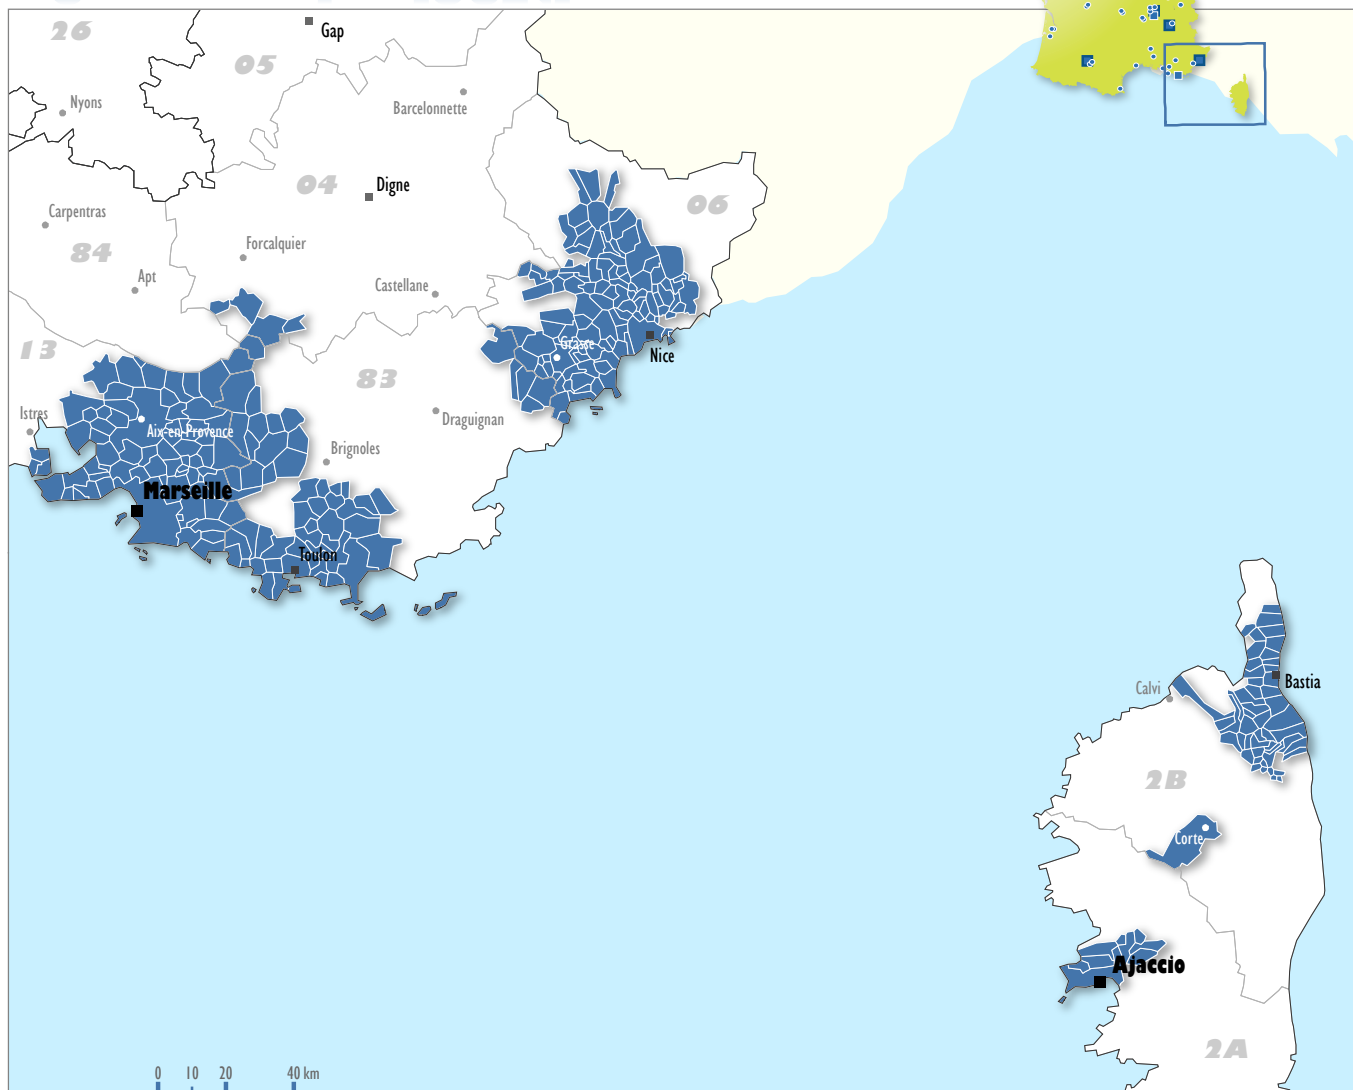 26
Gap
05
Nyons
Barcelonnette
04
Digne
06
Carpentras
84
Forcalquier
Apt
Castellane
13
Grasse
Nice
83
Istres
Draguignan
Aix-en-Provence
Brignoles
Marseille
Toulon
Calvi
Bastia
2B
Corte
Ajaccio
2A
0 10 20 40 km